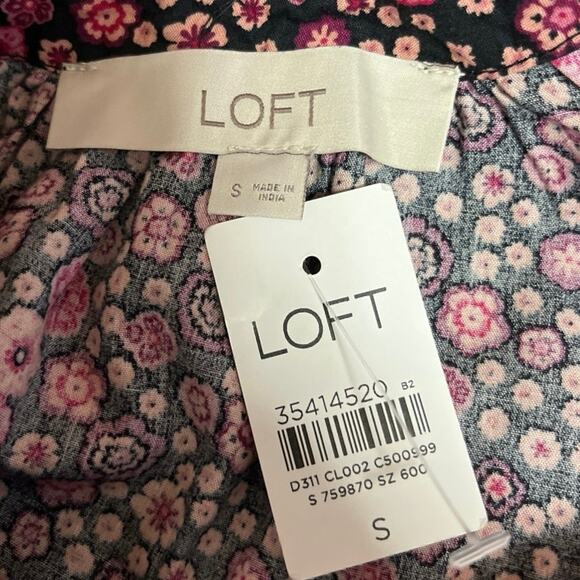 LOFT
S MADE IN
INDIA
LOFT
35414520 B2
D311 CL002 C500999
S 759870 SZ 600
S